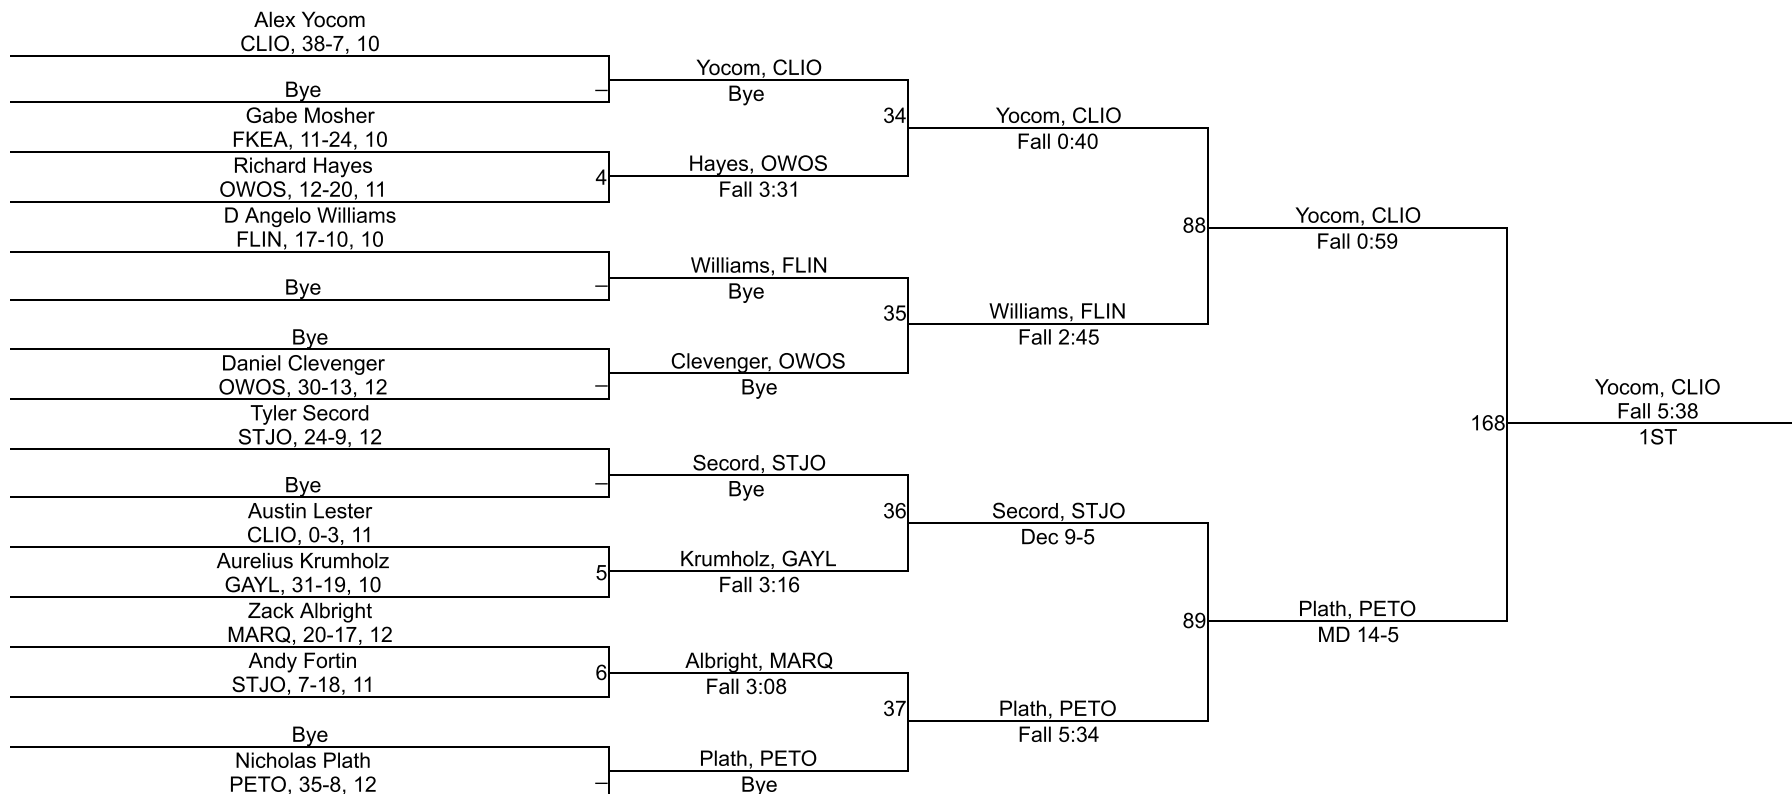 Alex Yocom
CLIO, 38-7, 10
Bye
–
Gabe Mosher
FKEA, 11-24, 10
Richard Hayes
OWOS, 12-20, 11
4
D Angelo Williams
FLIN, 17-10, 10
Bye
–
Bye
Daniel Clevenger
OWOS, 30-13, 12
–
Tyler Secord
STJO, 24-9, 12
Bye
–
Austin Lester
CLIO, 0-3, 11
Aurelius Krumholz
GAYL, 31-19, 10
5
Zack Albright
MARQ, 20-17, 12
Andy Fortin
STJO, 7-18, 11
6
Bye
Nicholas Plath
PETO, 35-8, 12
–
Yocom, CLIO
Bye
34
Hayes, OWOS
Fall 3:31
Williams, FLIN
Bye
35
Clevenger, OWOS
Bye
Secord, STJO
Bye
36
Krumholz, GAYL
Fall 3:16
Albright, MARQ
Fall 3:08
37
Plath, PETO
Bye
Yocom, CLIO
Fall 0:40
88
Williams, FLIN
Fall 2:45
Secord, STJO
Dec 9-5
89
Plath, PETO
Fall 5:34
Yocom, CLIO
Fall 0:59
168
Plath, PETO
MD 14-5
Yocom, CLIO
Fall 5:38
1ST